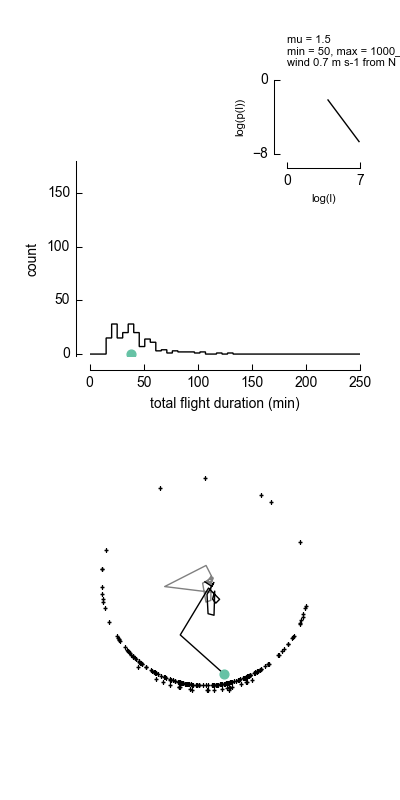 mu = 1.5
min = 50, max = 1000_
wind 0.7 m s-1 from N
0
log(p(l))
−8
0
7
log(l)
150
100
count
50
0
0
50
100
150
200
250
total flight duration (min)